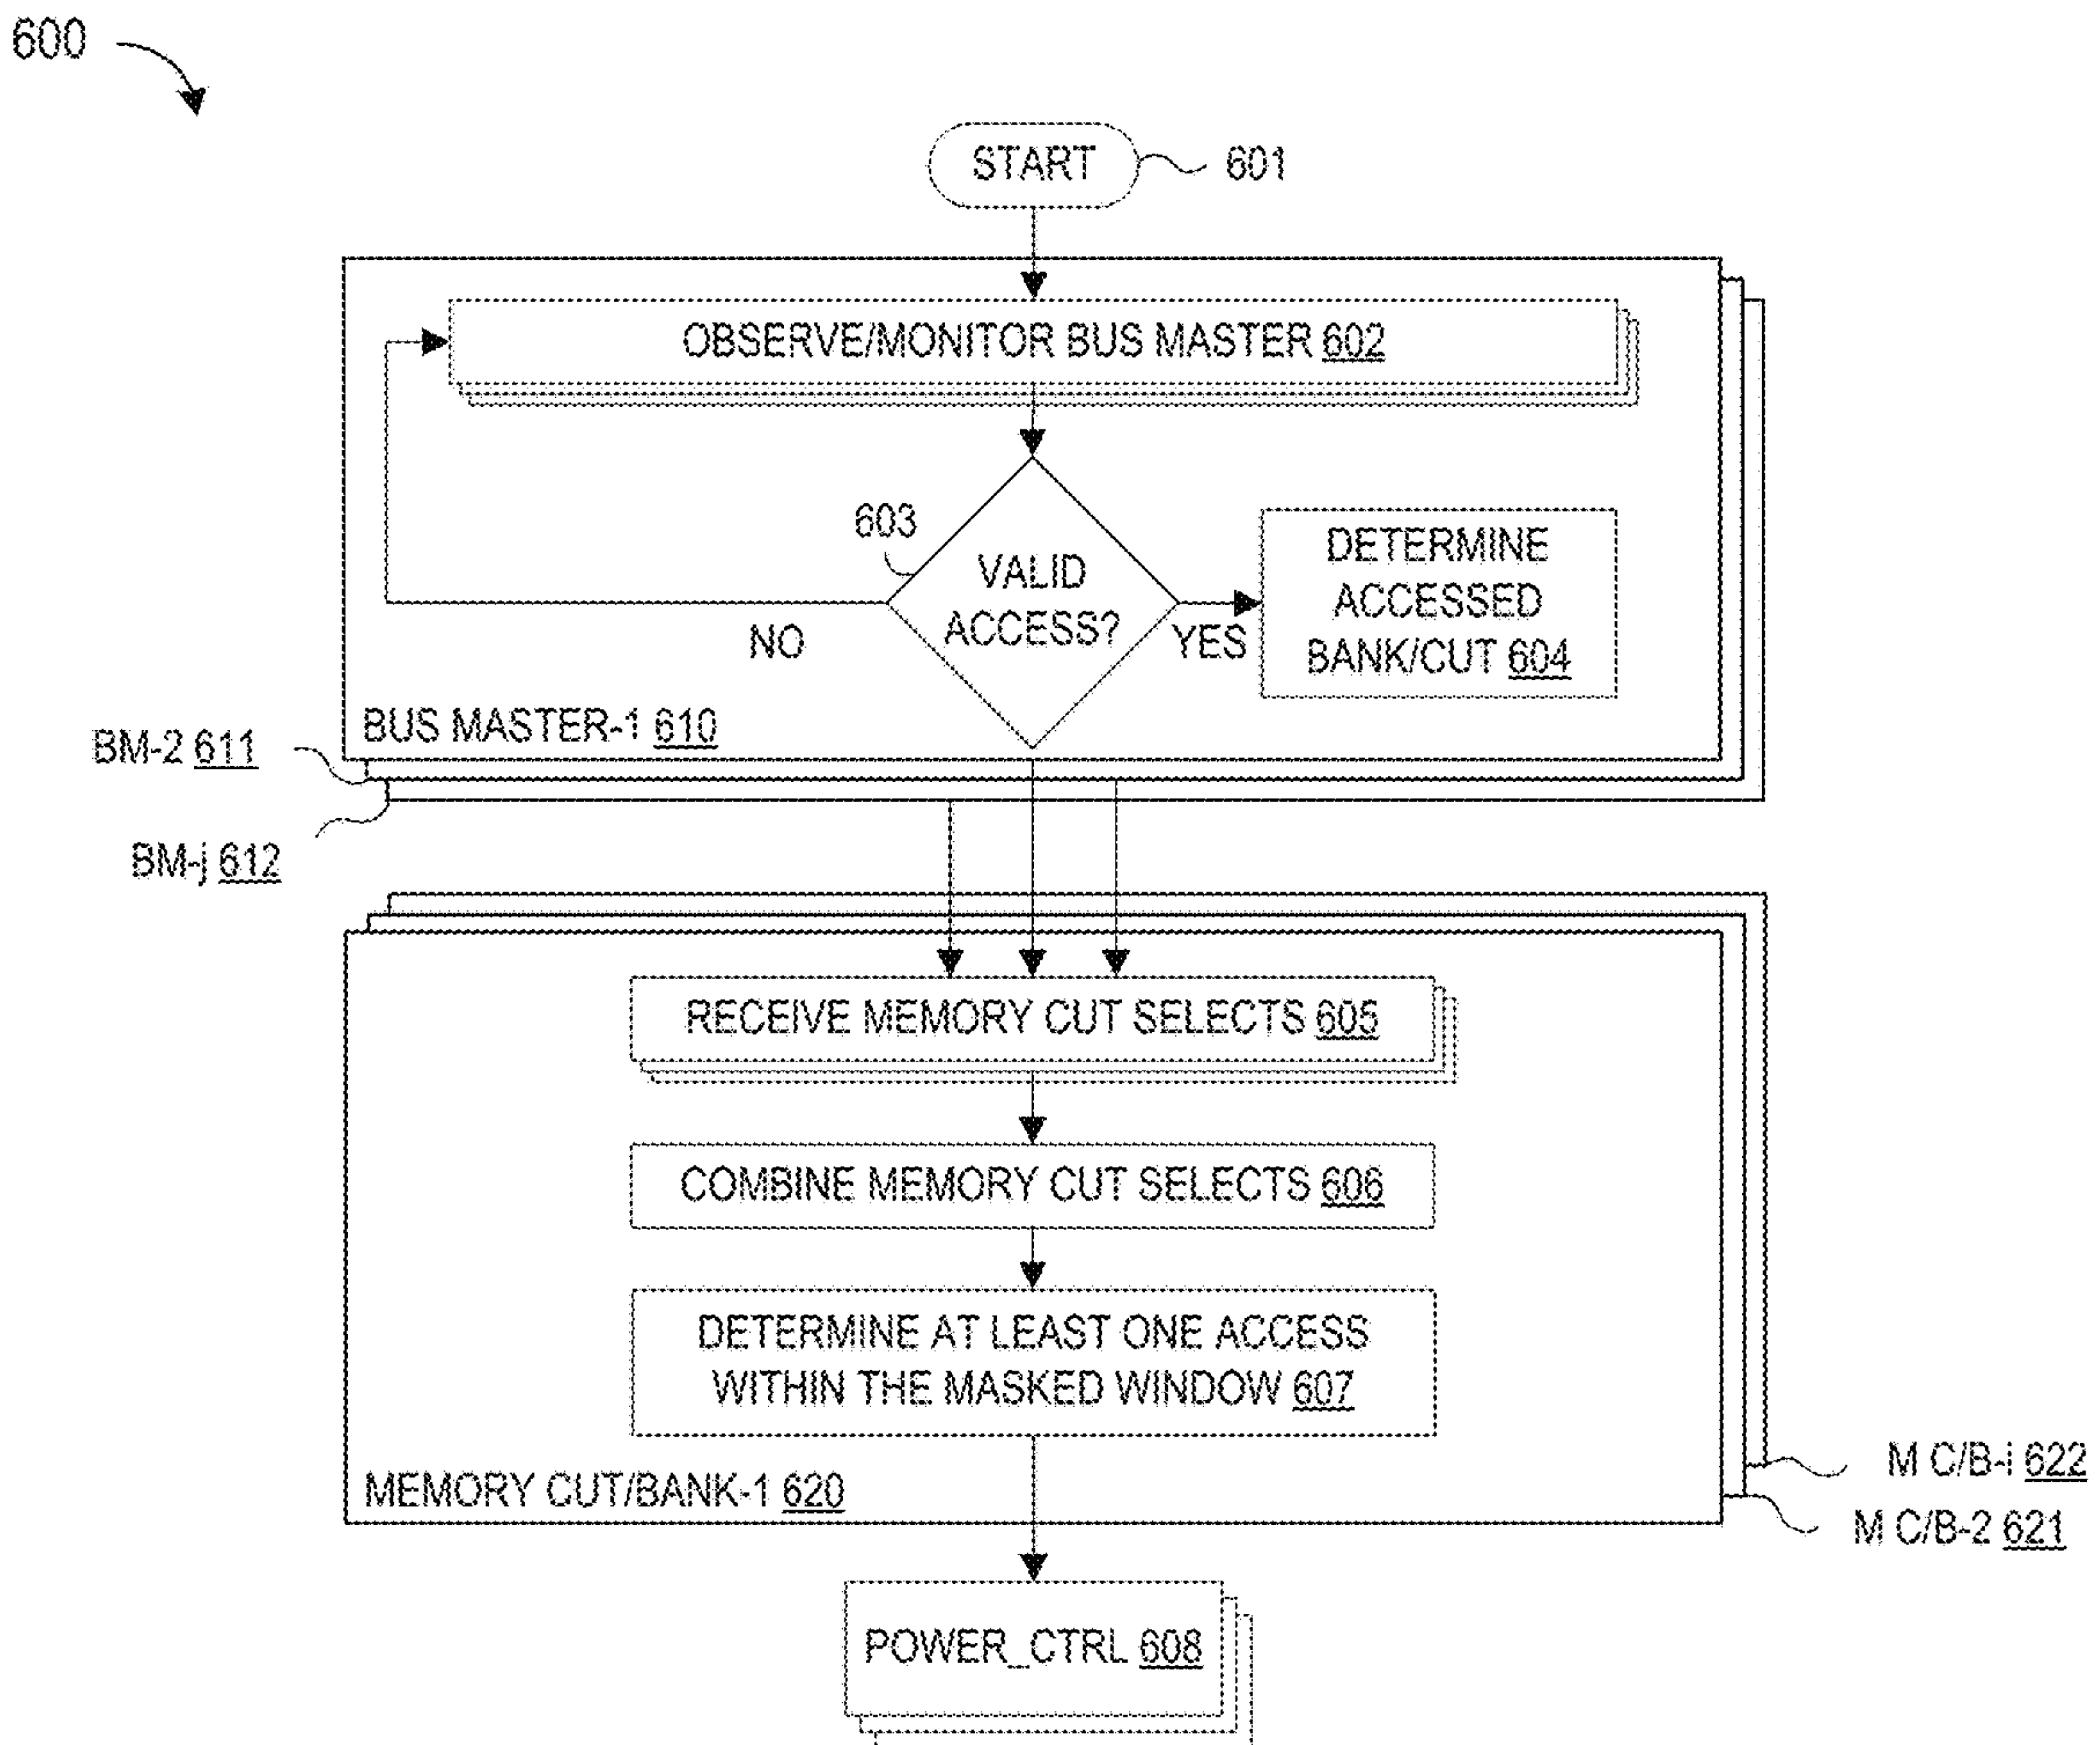 600
START
601
OBSERVE/MONITOR BUS MASTER 602
603
VALID
ACCESS?
NO
YES
DETERMINE
ACCESSED
BANK/CUT 604
BUS MASTER-1 610
BM-2 611
BM-j 612
RECEIVE MEMORY CUT SELECTS 605
COMBINE MEMORY CUT SELECTS 606
DETERMINE AT LEAST ONE ACCESS
WITHIN THE MASKED WINDOW 607
MEMORY CUT/BANK-1 620
M C/B-i 622
M C/B-2 621
POWER_CTRL 608